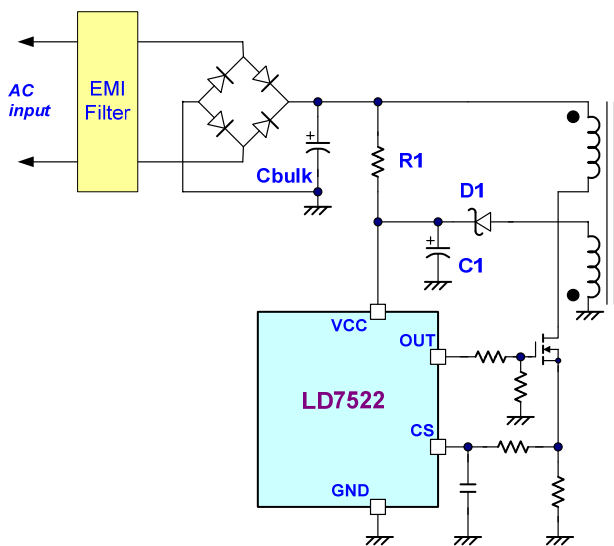 AC
input
EMI
Filter
+
Cbulk
R1
D1
+
C1
VCC
OUT
LD7522
CS
GND